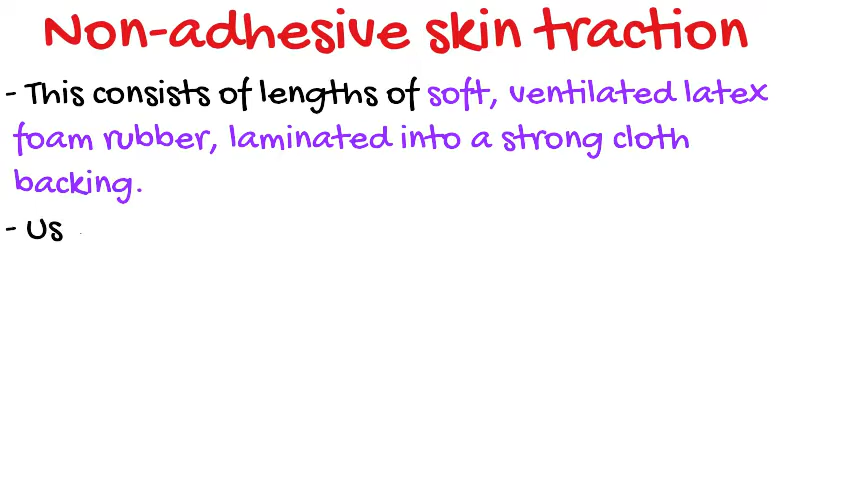 Non-adhesive skin traction
- This consists of lengths of soft, ventilated latex
foam rubber, laminated into a strong cloth
backing.
- Us